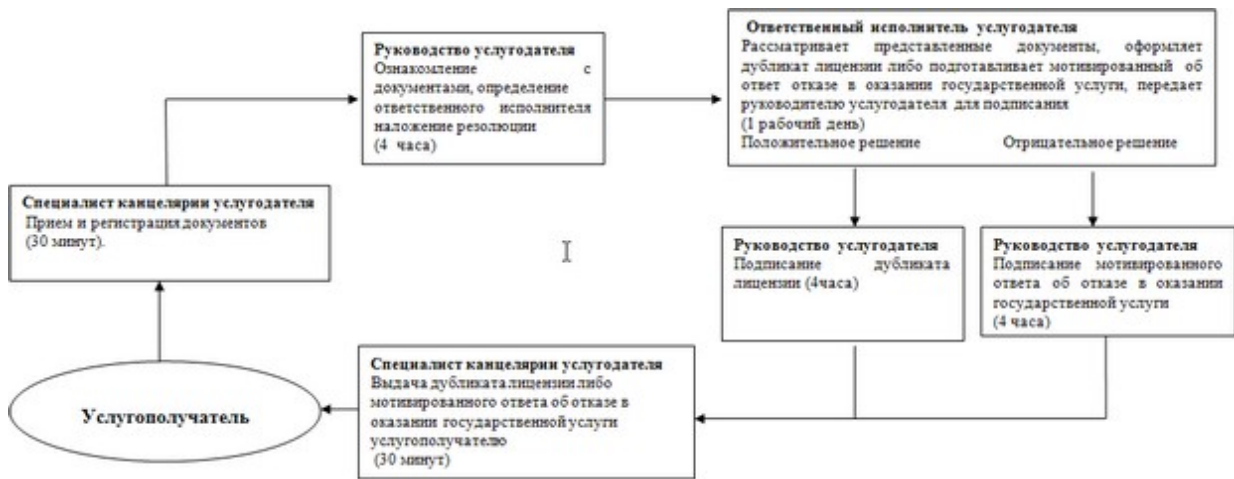 Руководство услугодателя
Ознакомление с
документами, определение
ответственного исполнителя
наложение резолюции
(4 часа)
Ответственный исполнитель услугодателя
Рассматривает представленные документы, оформляет
дубликат лицензии либо подготавливает мотивированный об
ответ отказе в оказании государственной услуги, передает
руководителю услугодателя для подписания
(1 рабочий день)
Положительное решение Отрицательное решение
Специалист канцелярии услугодателя
Прием и регистрация документов
(30 минут).
Руководство услугодателя
Подписание дубликата
лицензии (4часа)
Руководство услугодателя
Подписание мотивированного
ответа об отказе в оказании
государственной услуги
(4 часа)
Специалист канцелярии услугодателя
Выдача дубликата лицензии либо
мотивированного ответа об отказе в
оказании государственной услуги
услугополучателю
(30 минут)
Услугополучатель